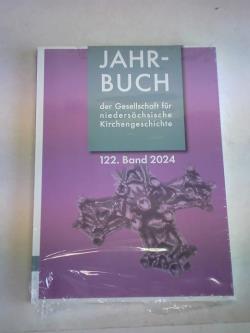 JAHR-
BUCH
der Gesellschaft für
niedersächsische
Kirchengeschichte
122. Band 2024